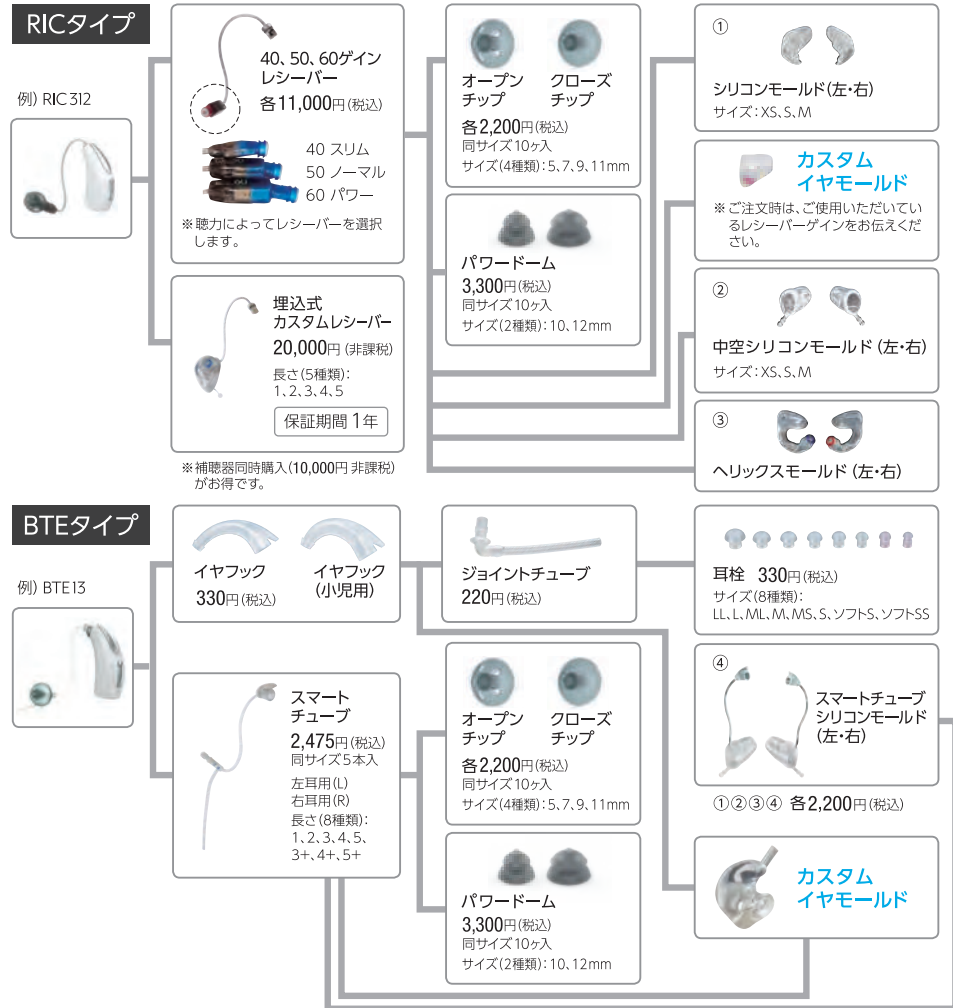 RICタイプ
例) RIC312
40、50、60ゲイン
レシーバー
各11,000円(税込)
40 スリム
50 ノーマル
60 パワー
※聴力によってレシーバーを選択
します。
埋込式
カスタムレシーバー
20,000円(非課税)
長さ(5種類):
1、2、3、4、5
保証期間 1年
※補聴器同時購入(10,000円 非課税)
がお得です。
オープン
チップ
クローズ
チップ
各2,200円(税込)
同サイズ10ヶ入
サイズ(4種類):5、7、9、11mm
パワードーム
3,300円(税込)
同サイズ10ヶ入
サイズ(2種類):10、12mm
①
シリコンモールド(左・右)
サイズ:XS、S、M
カスタム
イヤモールド
※ご注文時は、ご使用いただいてい
るレシーバーゲインをお伝えくだ
さい。
②
中空シリコンモールド(左・右)
サイズ:XS、S、M
③
ヘリックスモールド(左・右)
BTEタイプ
例) BTE13
イヤフック
330円(税込)
イヤフック
(小児用)
ジョイントチューブ
220円(税込)
耳栓 330円(税込)
サイズ(8種類):
LL、L、ML、M、MS、S、ソフトS、ソフトSS
スマート
チューブ
2,475円(税込)
同サイズ5本入
左耳用(L)
右耳用(R)
長さ(8種類):
1、2、3、4、5、
3+、4+、5+
オープン
チップ
クローズ
チップ
各2,200円(税込)
同サイズ10ヶ入
サイズ(4種類):5、7、9、11mm
パワードーム
3,300円(税込)
同サイズ10ヶ入
サイズ(2種類):10、12mm
④
スマートチューブ
シリコンモールド
(左・右)
①②③④ 各2,200円(税込)
カスタム
イヤモールド